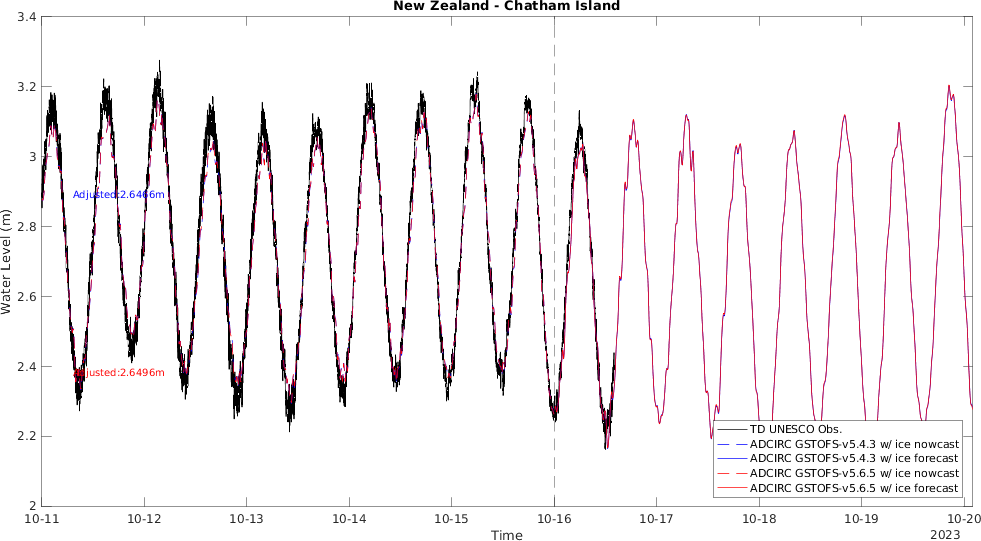 New Zealand - Chatham Island
3.4
3.2
3
2.8
2.6
2.4
2.2
2
Water Level (m)
Adjusted:2.6466m
Adjusted:2.6496m
TD UNESCO Obs.
ADCIRC GSTOFS-v5.4.3 w/ ice nowcast
ADCIRC GSTOFS-v5.4.3 w/ ice forecast
ADCIRC GSTOFS-v5.6.5 w/ ice nowcast
ADCIRC GSTOFS-v5.6.5 w/ ice forecast
10-11 10-12 10-13 10-14 10-15 10-16 10-17 10-18 10-19 10-20
Time
2023